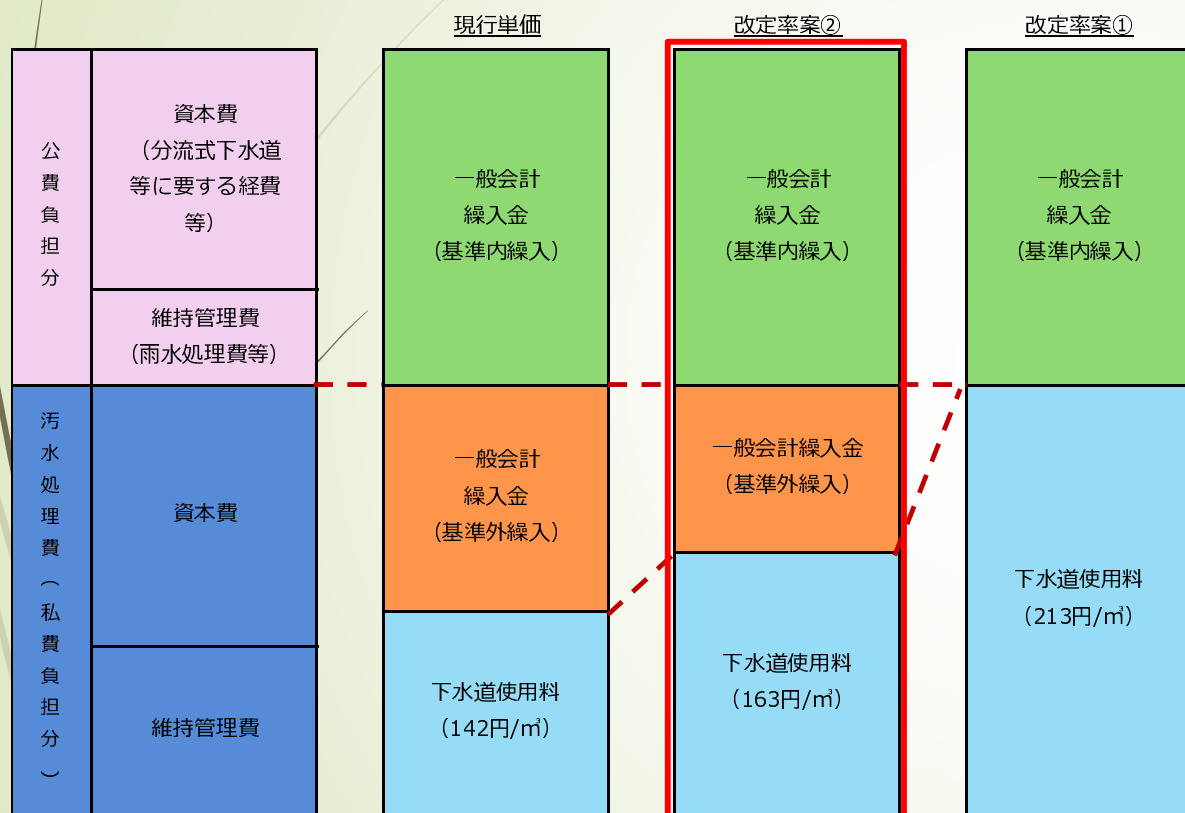 現行単価
改定率案②
改定率案①
公費負担分
資本費
（分流式下水道
等に要する経費
等）
維持管理費
（雨水処理費等）
汚水処理費（私費負担分）
資本費
維持管理費
一般会計
繰入金
（基準内繰入）
一般会計
繰入金
（基準外繰入）
下水道使用料
（142円/㎥）
一般会計
繰入金
（基準内繰入）
一般会計繰入金
（基準外繰入）
下水道使用料
（163円/㎥）
一般会計
繰入金
（基準内繰入）
下水道使用料
（213円/㎥）